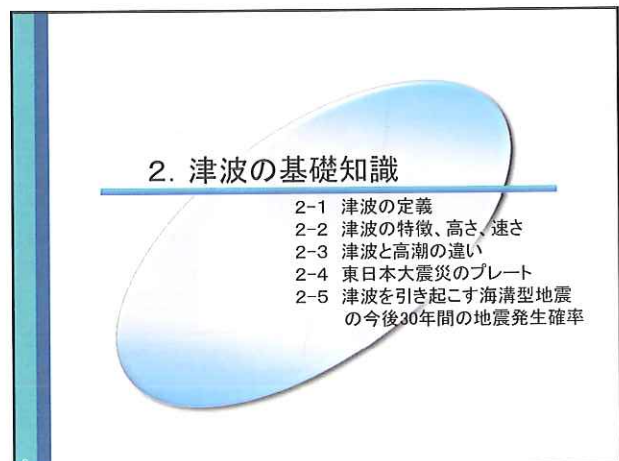 2. 津波の基礎知識
2-1 津波の定義
2-2 津波の特徴、高さ、速さ
2-3 津波と高潮の違い
2-4 東日本大震災のプレート
2-5 津波を引き起こす海溝型地震
の今後30年間の地震発生確率